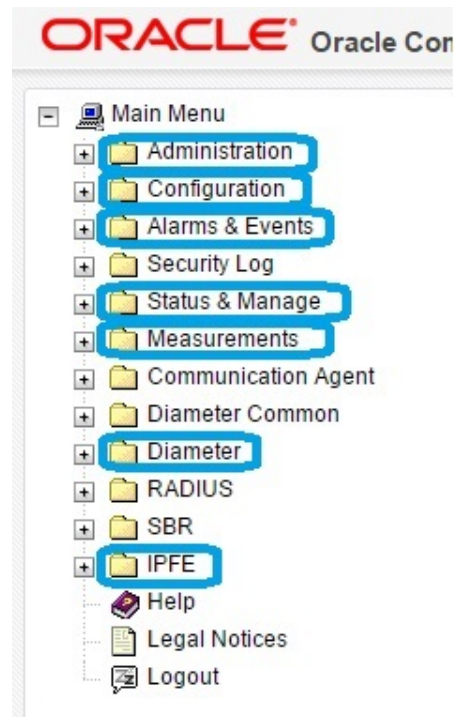 ORACLE® Oracle Con
Main Menu
Administration
Configuration
Alarms & Events
Security Log
Status & Manage
Measurements
Communication Agent
Diameter Common
Diameter
RADIUS
SBR
IPFE
Help
Legal Notices
Logout